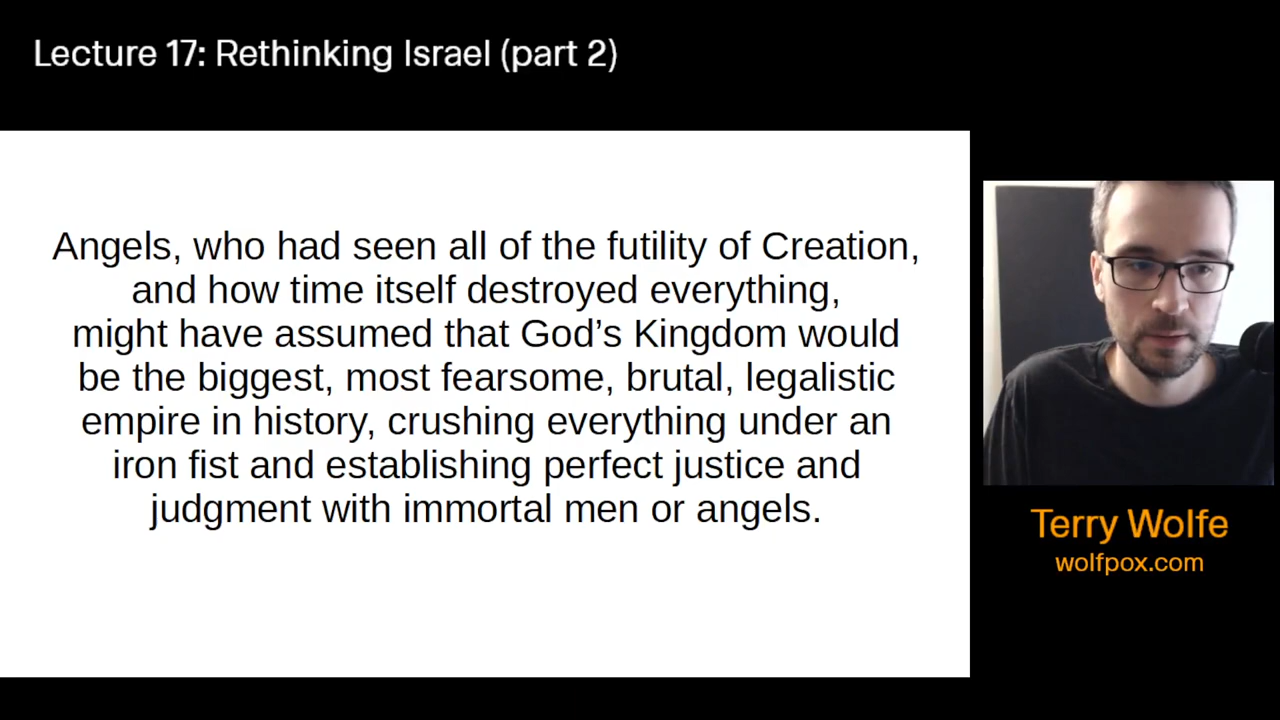 Lecture 17: Rethinking Israel (part 2)
Angels, who had seen all of the futility of Creation,
and how time itself destroyed everything,
might have assumed that God’s Kingdom would
be the biggest, most fearsome, brutal, legalistic
empire in history, crushing everything under an
iron fist and establishing perfect justice and
judgment with immortal men or angels.
Terry Wolfe
wolfpox.com